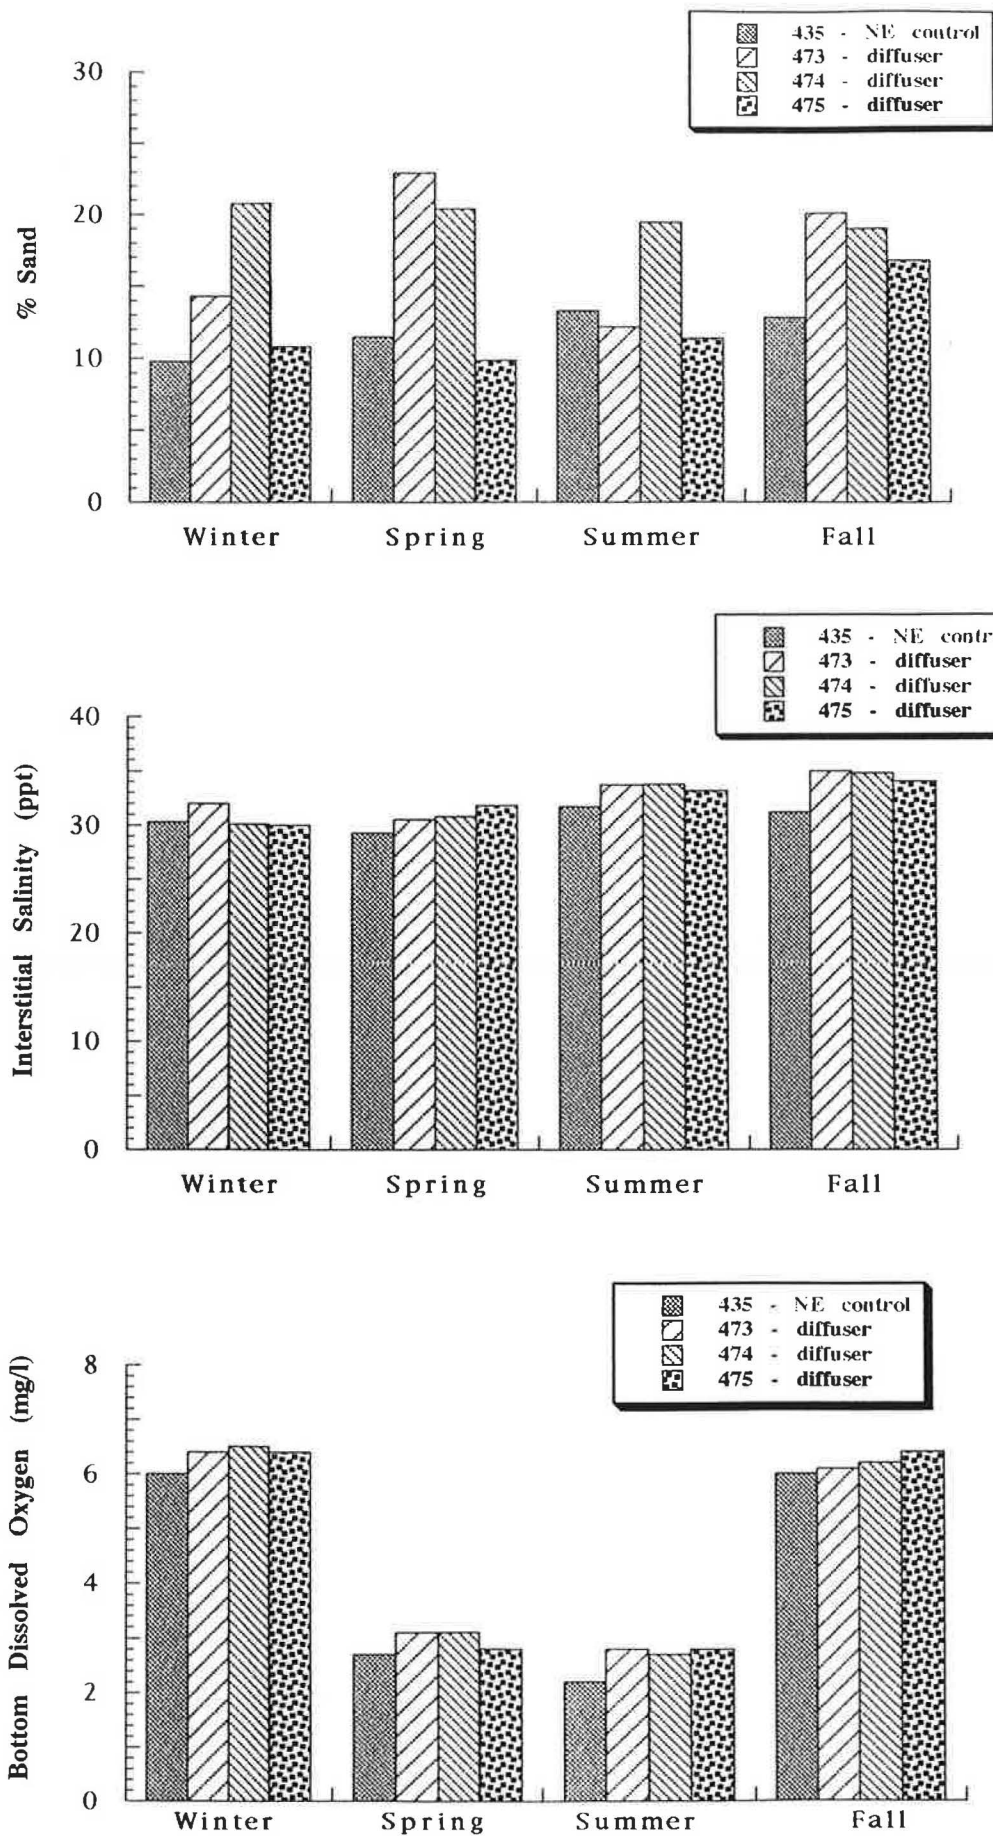 435 - NE control
473 - diffuser
474 - diffuser
475 - diffuser
% Sand
30
20
10
0
Winter Spring Summer Fall
435 - NE contr
473 - diffuser
474 - diffuser
475 - diffuser
Interstitial Salinity (ppt)
40
30
20
10
0
Winter Spring Summer Fall
435 - NE control
473 - diffuser
474 - diffuser
475 - diffuser
Bottom Dissolved Oxygen (mg/l)
8
6
4
2
0
Winter Spring Summer Fall